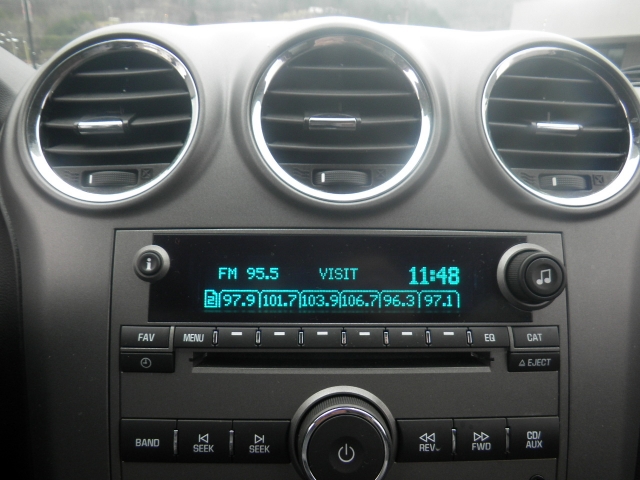 FM 95.5 VISIT 11:48
2 97.9 101.7 103.9 106.7 96.3 97.1
FAV MENU EQ CAT
EJECT
BAND SEEK SEEK REV FWD CD/AUX